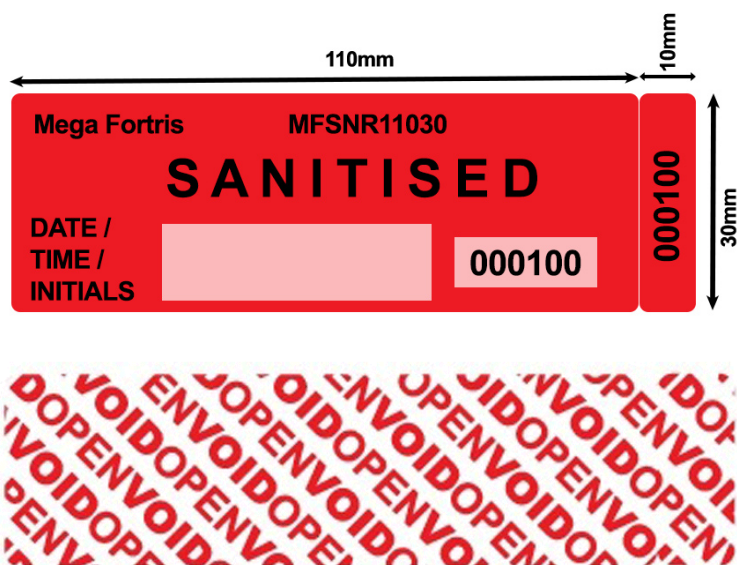 110mm
10mm
Mega Fortris MFSNR11030
SANITISED
DATE /
TIME /
INITIALS
000100
000100
30mm
VOIDOPENVOIDOPEN